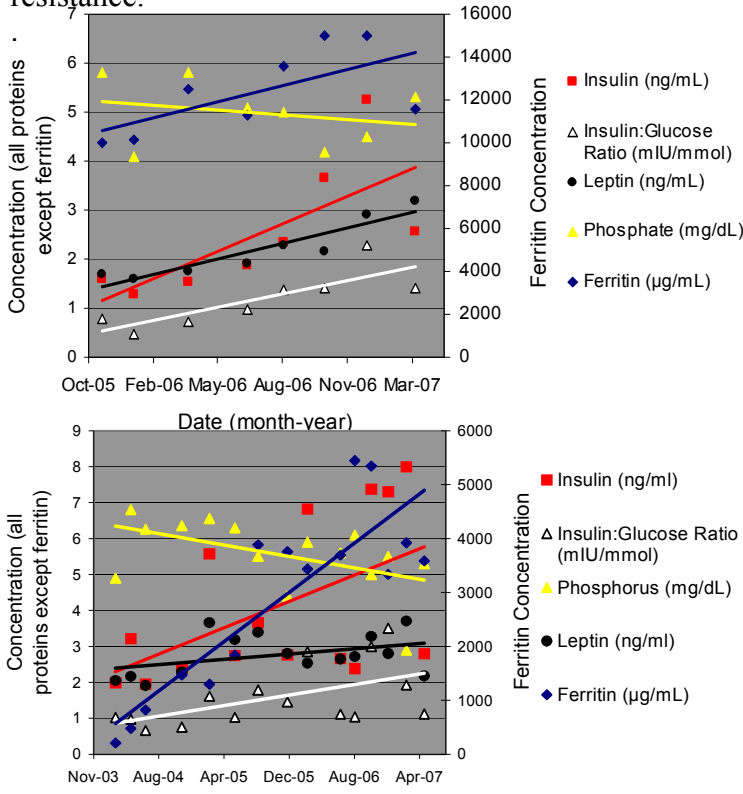 resistance.
.
7
6
5
4
3
2
1
0
16000
14000
12000
10000
8000
6000
4000
2000
0
Concentration (all proteins
except ferritin)
Ferritin Concentration
Oct-05 Feb-06 May-06 Aug-06 Nov-06 Mar-07
Date (month-year)
Insulin (ng/mL)
Insulin:Glucose
Ratio (mIU/mmol)
Leptin (ng/mL)
Phosphate (mg/dL)
Ferritin (µg/mL)
9
8
7
6
5
4
3
2
1
0
6000
5000
4000
3000
2000
1000
0
Concentration (all
proteins except ferritin)
Ferritin Concentration
Nov-03 Aug-04 Apr-05 Dec-05 Aug-06 Apr-07
Insulin (ng/ml)
Insulin:Glucose Ratio
(mIU/mmol)
Phosphorus (mg/dL)
Leptin (ng/ml)
Ferritin (µg/mL)